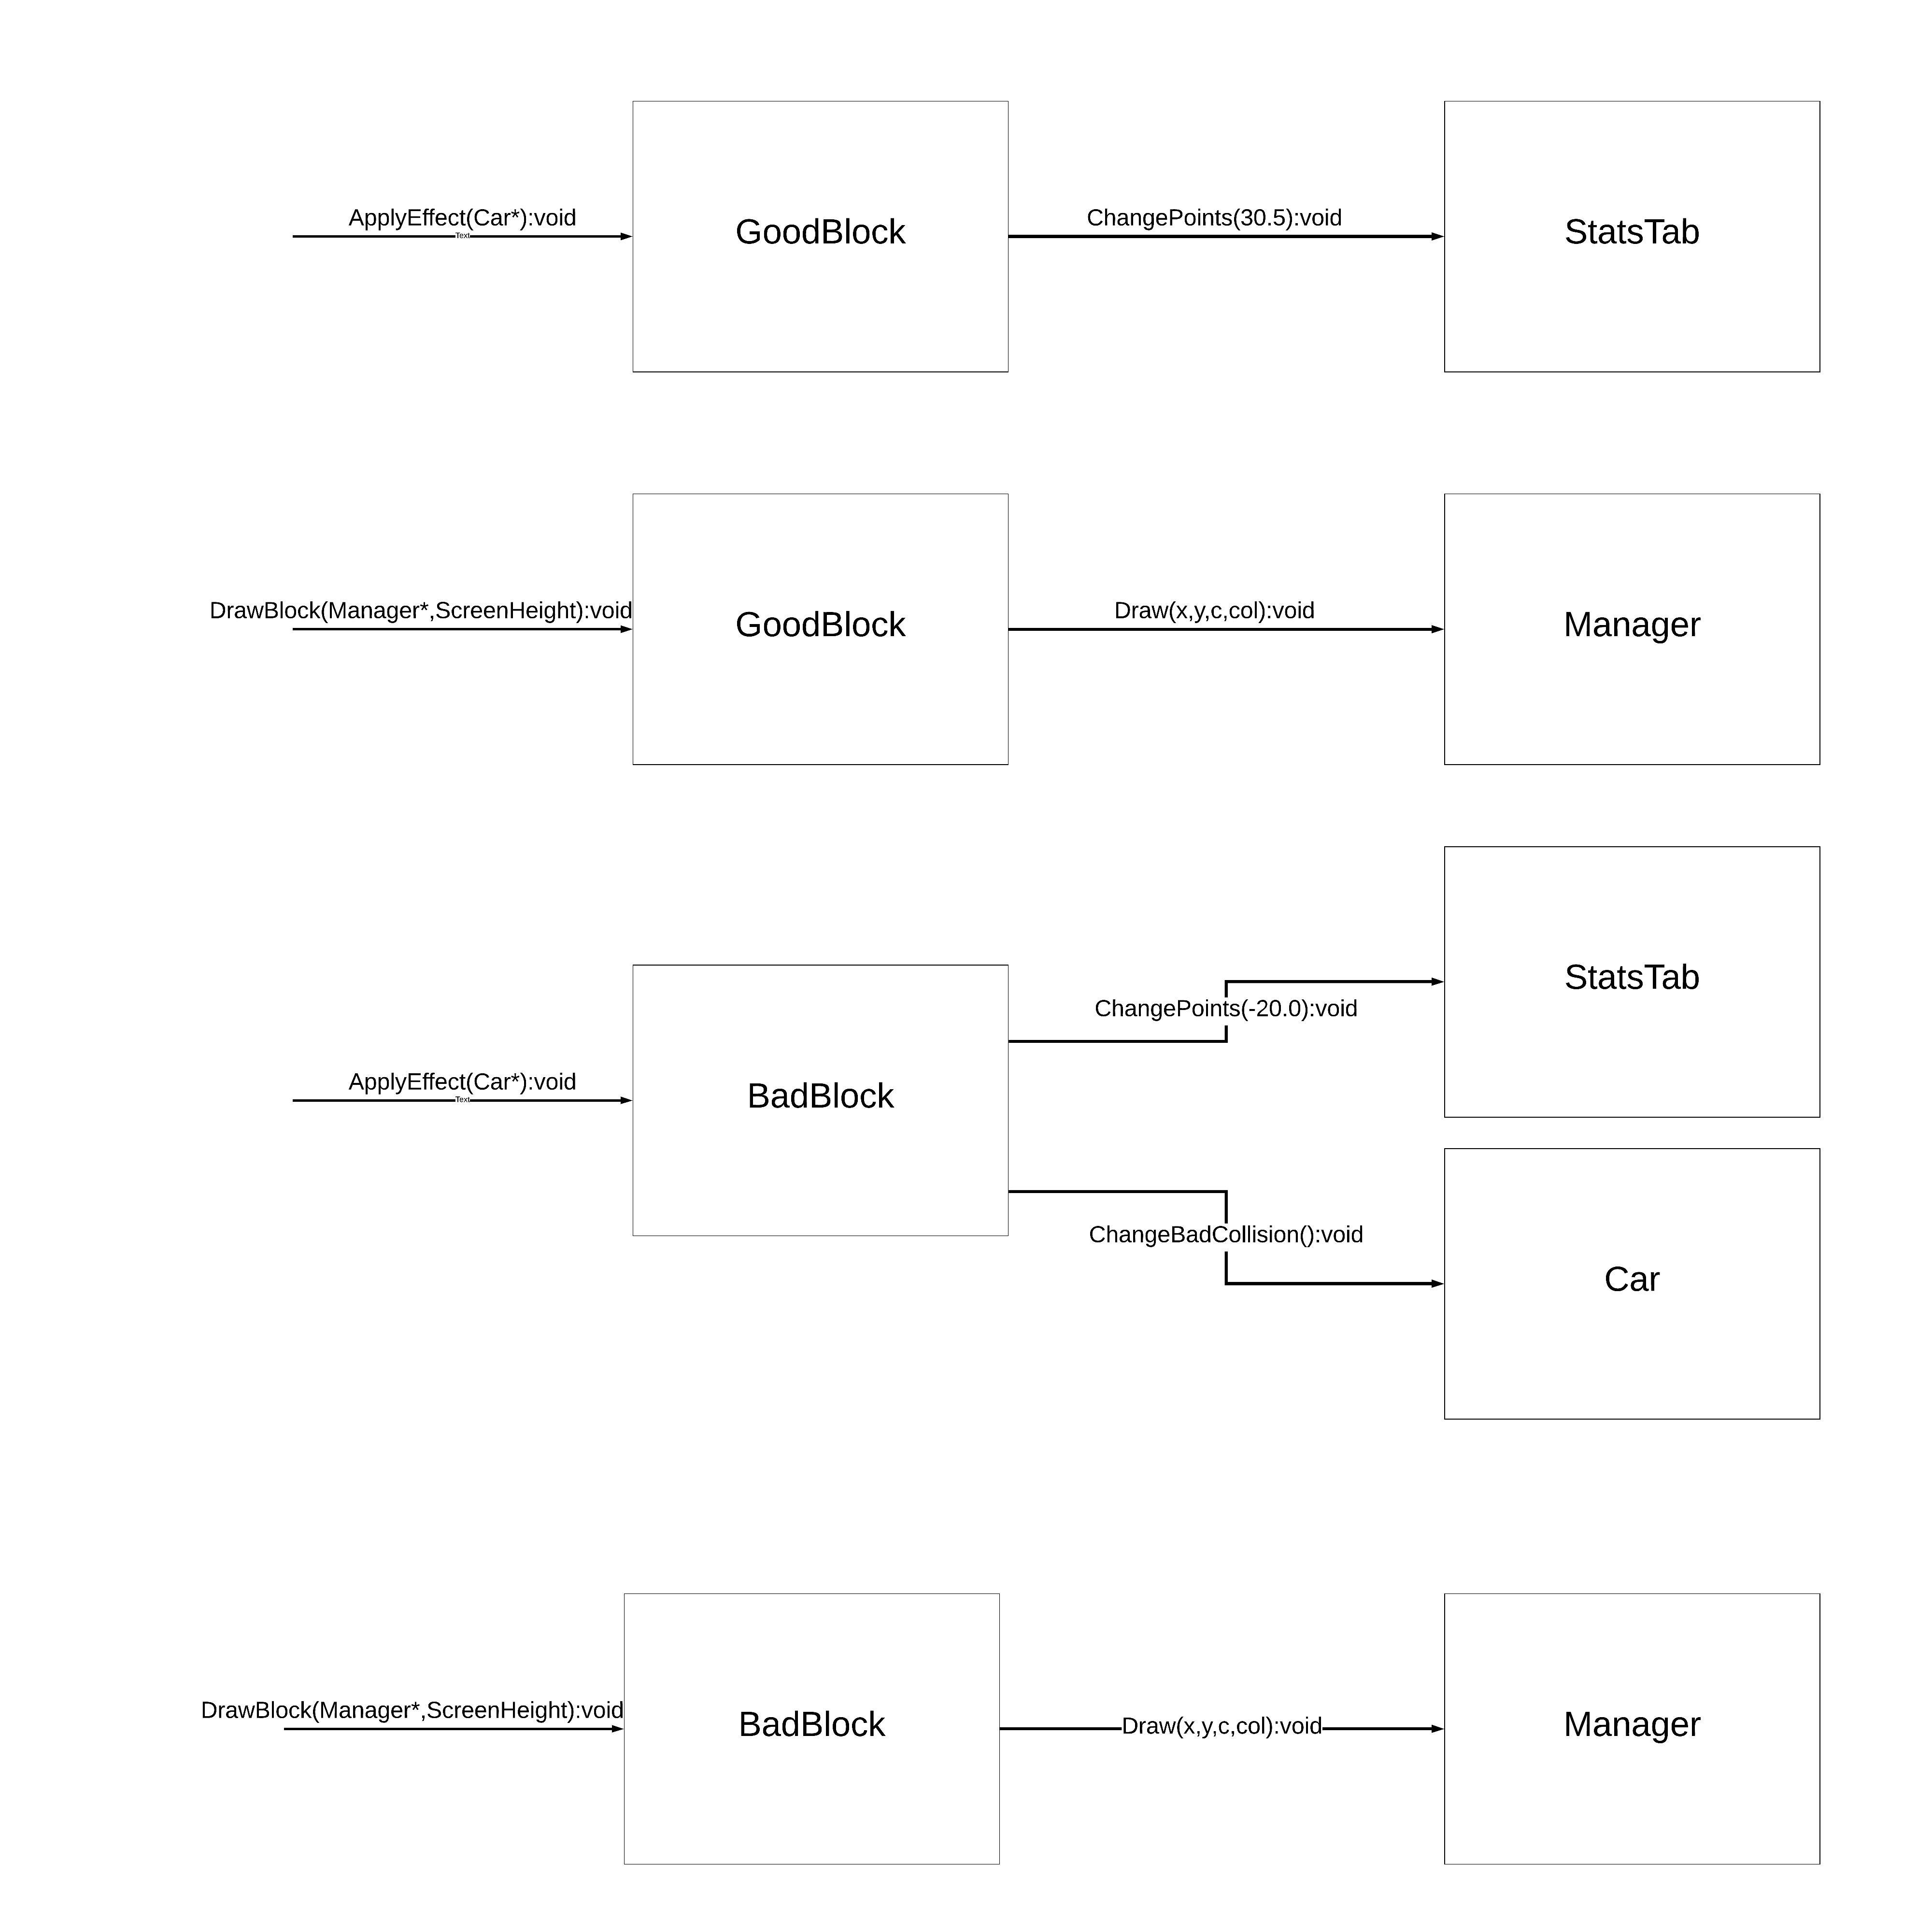 ApplyEffect(Car*):void
Text
GoodBlock
ChangePoints(30.5):void
StatsTab
DrawBlock(Manager*,ScreenHeight):void
GoodBlock
Draw(x,y,c,col):void
Manager
ApplyEffect(Car*):void
Text
BadBlock
ChangePoints(-20.0):void
StatsTab
ChangeBadCollision():void
Car
DrawBlock(Manager*,ScreenHeight):void
BadBlock
Draw(x,y,c,col):void
Manager